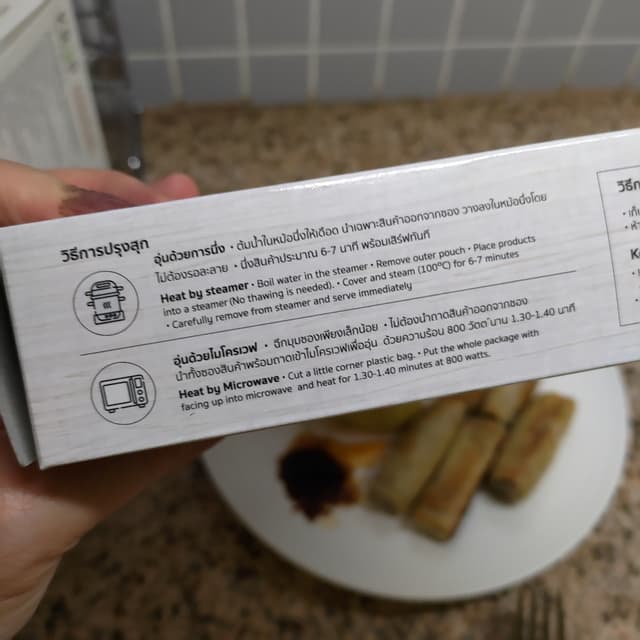 วิธีการปรุงสุก
อุ่นด้วยการนึ่ง • ต้มน้ำในหม้อนึ่งให้เดือด นำเฉพาะสินค้าออกจากซอง วางลงในหม้อนึ่งโดย
ไม่ต้องรอละลาย • นึ่งสินค้าประมาณ 6-7 นาที พร้อมเสิร์ฟทันที
Heat by steamer • Boil water in the steamer • Remove outer pouch • Place products
into a steamer (No thawing is needed). • Cover and steam (100°C) for 6-7 minutes
• Carefully remove from steamer and serve immediately
อุ่นด้วยไมโครเวฟ • ฉีกมุมซองเพียงเล็กน้อย • ไม่ต้องนำถาดสินค้าออกจากซอง
นำทั้งซองสินค้าพร้อมถาดเข้าไมโครเวฟเพื่ออุ่น ด้วยความร้อน 800 วัตต์ นาน 1.30-1.40 นาที
Heat by Microwave • Cut a little corner plastic bag. • Put the whole package with
facing up into microwave and heat for 1.30-1.40 minutes at 800 watts.